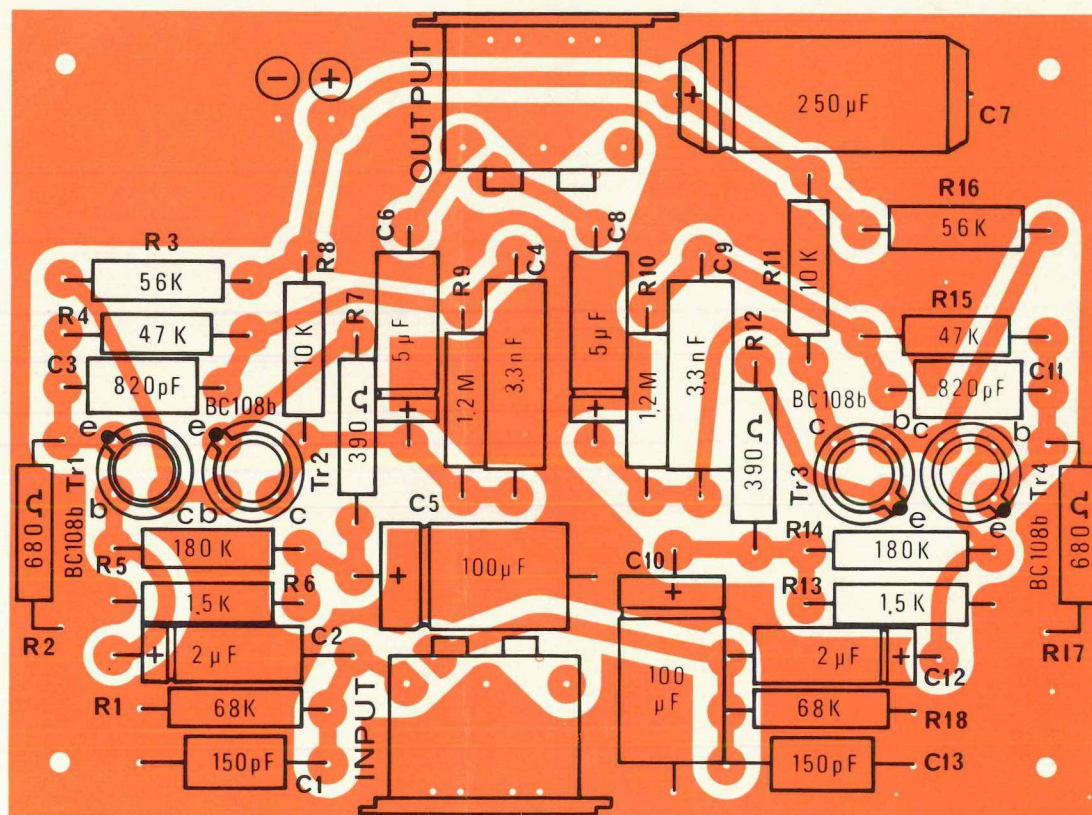 OUTPUT
− +
+
250µF
C7
R16
56K
R3
56K
R8
C6
C4
C8
C9
R11
10K
R4
47K
R7
R9
R10
R12
R15
47K
10K
5µF
5µF
C3
820pF
BC108b
390Ω
1,2M
3,3nF
1,2M
3,3nF
390Ω
BC108b
820pF
C11
+
+
e
e
c
b
c
b
Tr1
Tr2
Tr3
Tr4
b
c
b
c
e
e
680Ω
BC108b
BC108b
680Ω
R2
R17
R5
180K
C5
+
100µF
R14
180K
R6
1,5K
C10
+
R13
1,5K
+
2µF
C2
2µF
+
C12
R1
68K
100
µF
68K
R18
150pF
C1
INPUT
150pF
C13